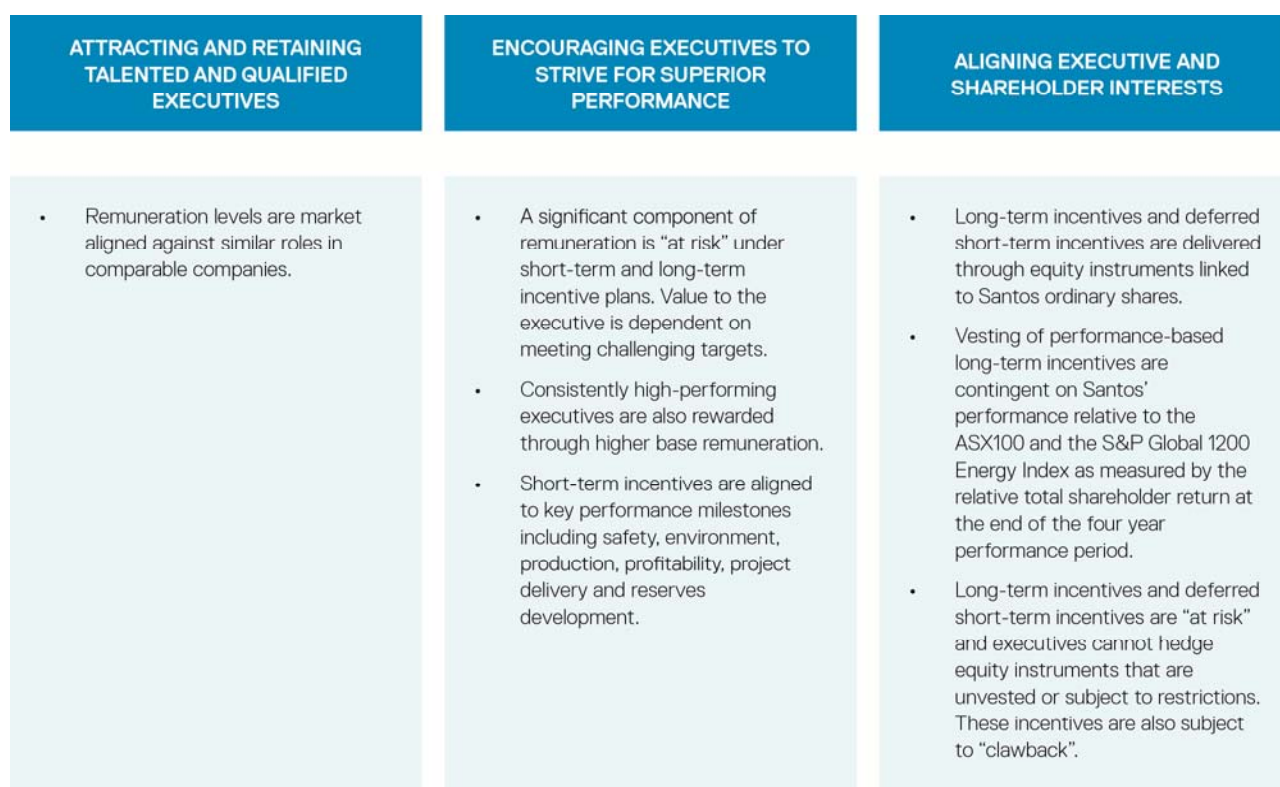 ATTRACTING AND RETAINING
TALENTED AND QUALIFIED
EXECUTIVES
ENCOURAGING EXECUTIVES TO
STRIVE FOR SUPERIOR
PERFORMANCE
ALIGNING EXECUTIVE AND
SHAREHOLDER INTERESTS
• Remuneration levels are market
aligned against similar roles in
comparable companies.
• A significant component of
remuneration is “at risk” under
short-term and long-term
incentive plans. Value to the
executive is dependent on
meeting challenging targets.
• Consistently high-performing
executives are also rewarded
through higher base remuneration.
• Short-term incentives are aligned
to key performance milestones
including safety, environment,
production, profitability, project
delivery and reserves
development.
• Long-term incentives and deferred
short-term incentives are delivered
through equity instruments linked
to Santos ordinary shares.
• Vesting of performance-based
long-term incentives are
contingent on Santos’
performance relative to the
ASX100 and the S&P Global 1200
Energy Index as measured by the
relative total shareholder return at
the end of the four year
performance period.
• Long-term incentives and deferred
short-term incentives are “at risk”
and executives cannot hedge
equity instruments that are
unvested or subject to restrictions.
These incentives are also subject
to “clawback”.